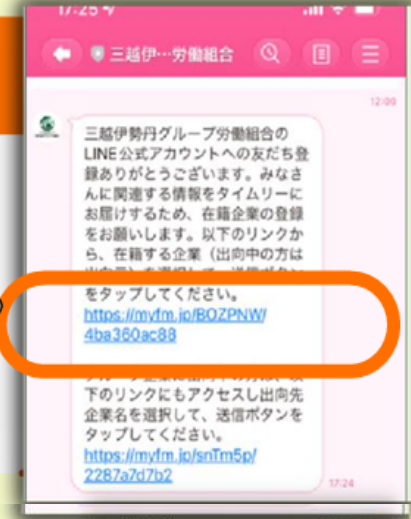 17:25
三越伊…労働組合
12:09
三越伊勢丹グループ労働組合の
LINE公式アカウントへの友だち登
録ありがとうございます。みなさ
んに関連する情報をタイムリーに
お届けするため、在籍企業の登録
をお願いします。以下のリンクか
ら、在籍する企業（出向中の方は
をタップしてください。
https://myfm.jp/BOZPNW/
4ba360ac88
下のリンクにもアクセスし出向先
企業名を選択して、送信ボタンを
タップしてください。
https://myfm.jp/snTm5p/
2287a7d7b2
17:24